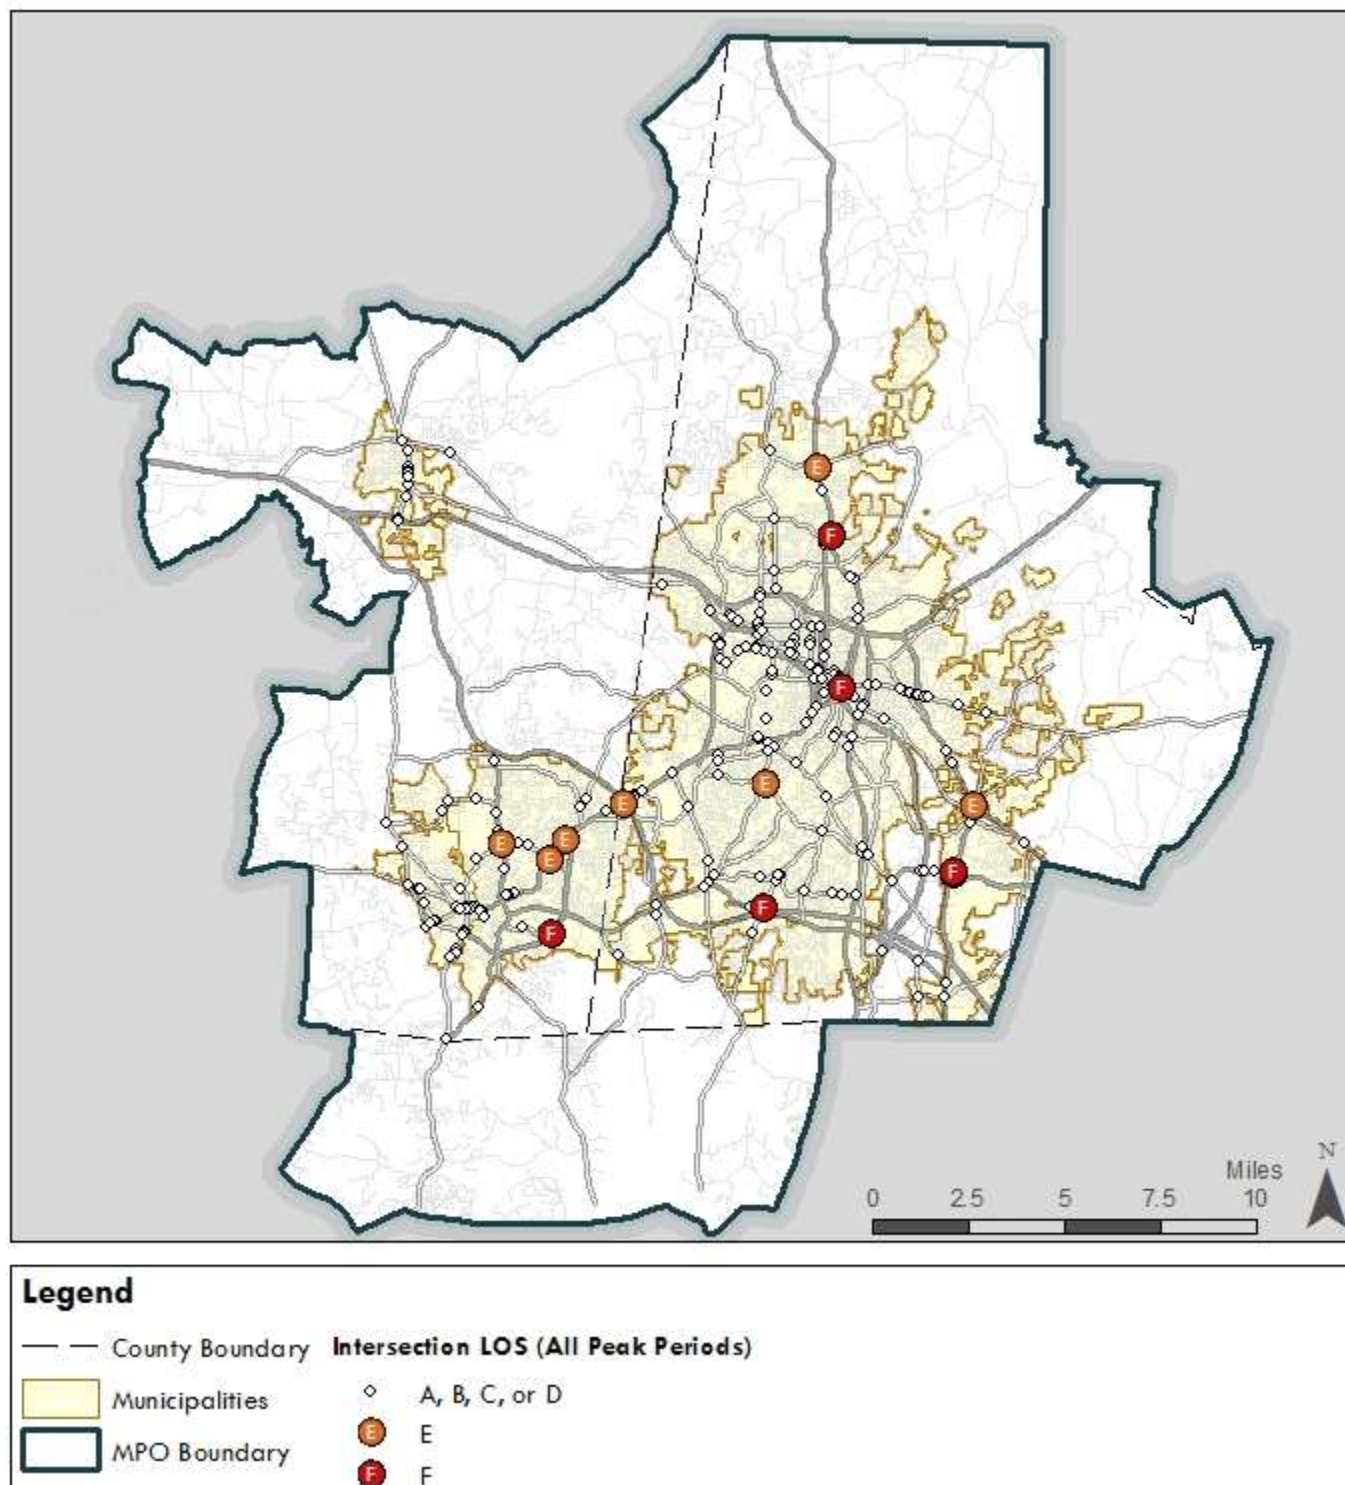 E
F
F
E
E
E
E
E
E
F
F
F
N
Miles
0 2.5 5 7.5 10
Legend
County Boundary Intersection LOS (All Peak Periods)
Municipalities A, B, C, or D
E E
MPO Boundary
F F